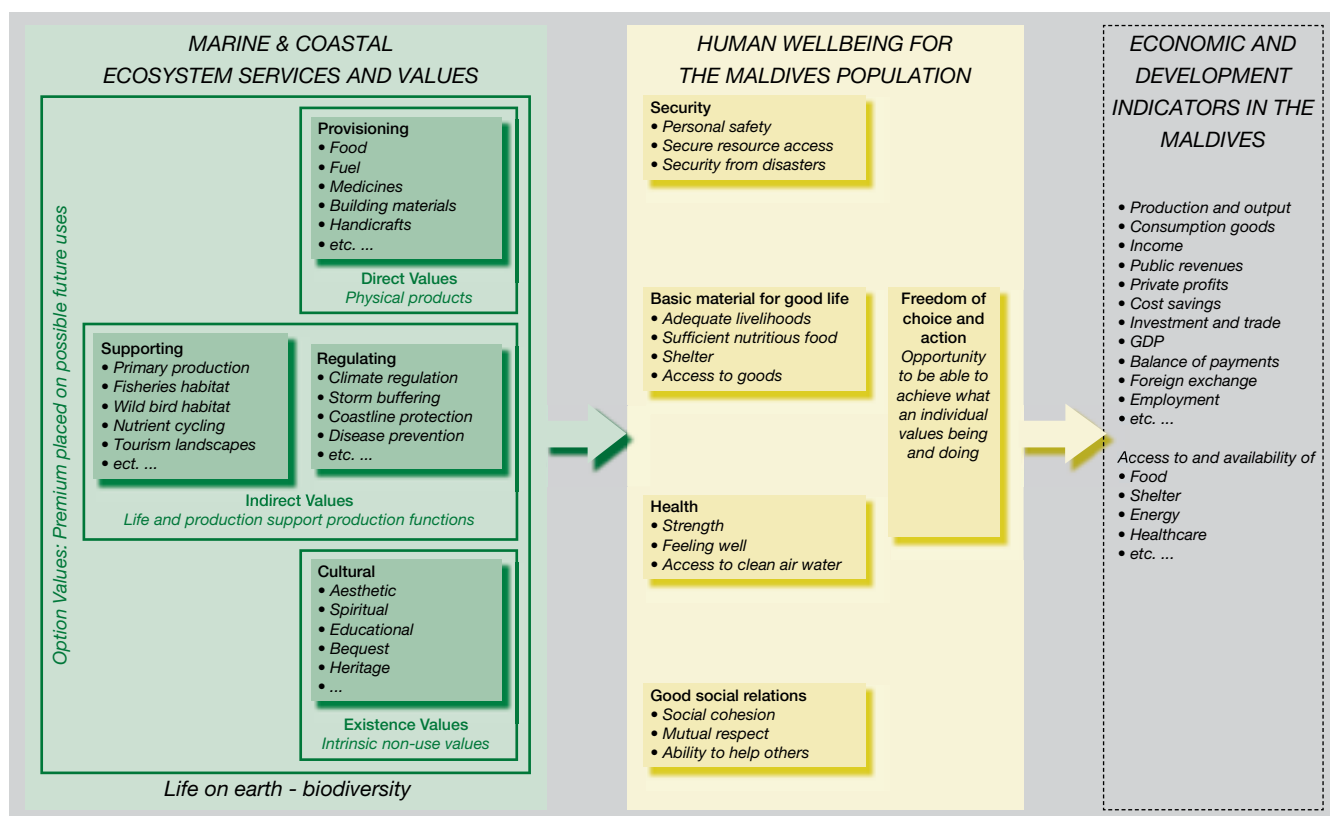 MARINE & COASTAL
ECOSYSTEM SERVICES AND VALUES
Option Values: Premium placed on possible future uses
Provisioning
• Food
• Fuel
• Medicines
• Building materials
• Handicrafts
• etc. ...
Direct Values
Physical products
Supporting
• Primary production
• Fisheries habitat
• Wild bird habitat
• Nutrient cycling
• Tourism landscapes
• ect. ...
Regulating
• Climate regulation
• Storm buffering
• Coastline protection
• Disease prevention
• etc. ...
Indirect Values
Life and production support production functions
Cultural
• Aesthetic
• Spiritual
• Educational
• Bequest
• Heritage
• ...
Existence Values
Intrinsic non-use values
Life on earth - biodiversity
HUMAN WELLBEING FOR
THE MALDIVES POPULATION
Security
• Personal safety
• Secure resource access
• Security from disasters
Basic material for good life
• Adequate livelihoods
• Sufficient nutritious food
• Shelter
• Access to goods
Health
• Strength
• Feeling well
• Access to clean air water
Good social relations
• Social cohesion
• Mutual respect
• Ability to help others
Freedom of
choice and
action
Opportunity
to be able to
achieve what
an individual
values being
and doing
ECONOMIC AND
DEVELOPMENT
INDICATORS IN THE
MALDIVES
• Production and output
• Consumption goods
• Income
• Public revenues
• Private profits
• Cost savings
• Investment and trade
• GDP
• Balance of payments
• Foreign exchange
• Employment
• etc. ...
Access to and availability of
• Food
• Shelter
• Energy
• Healthcare
• etc. ...